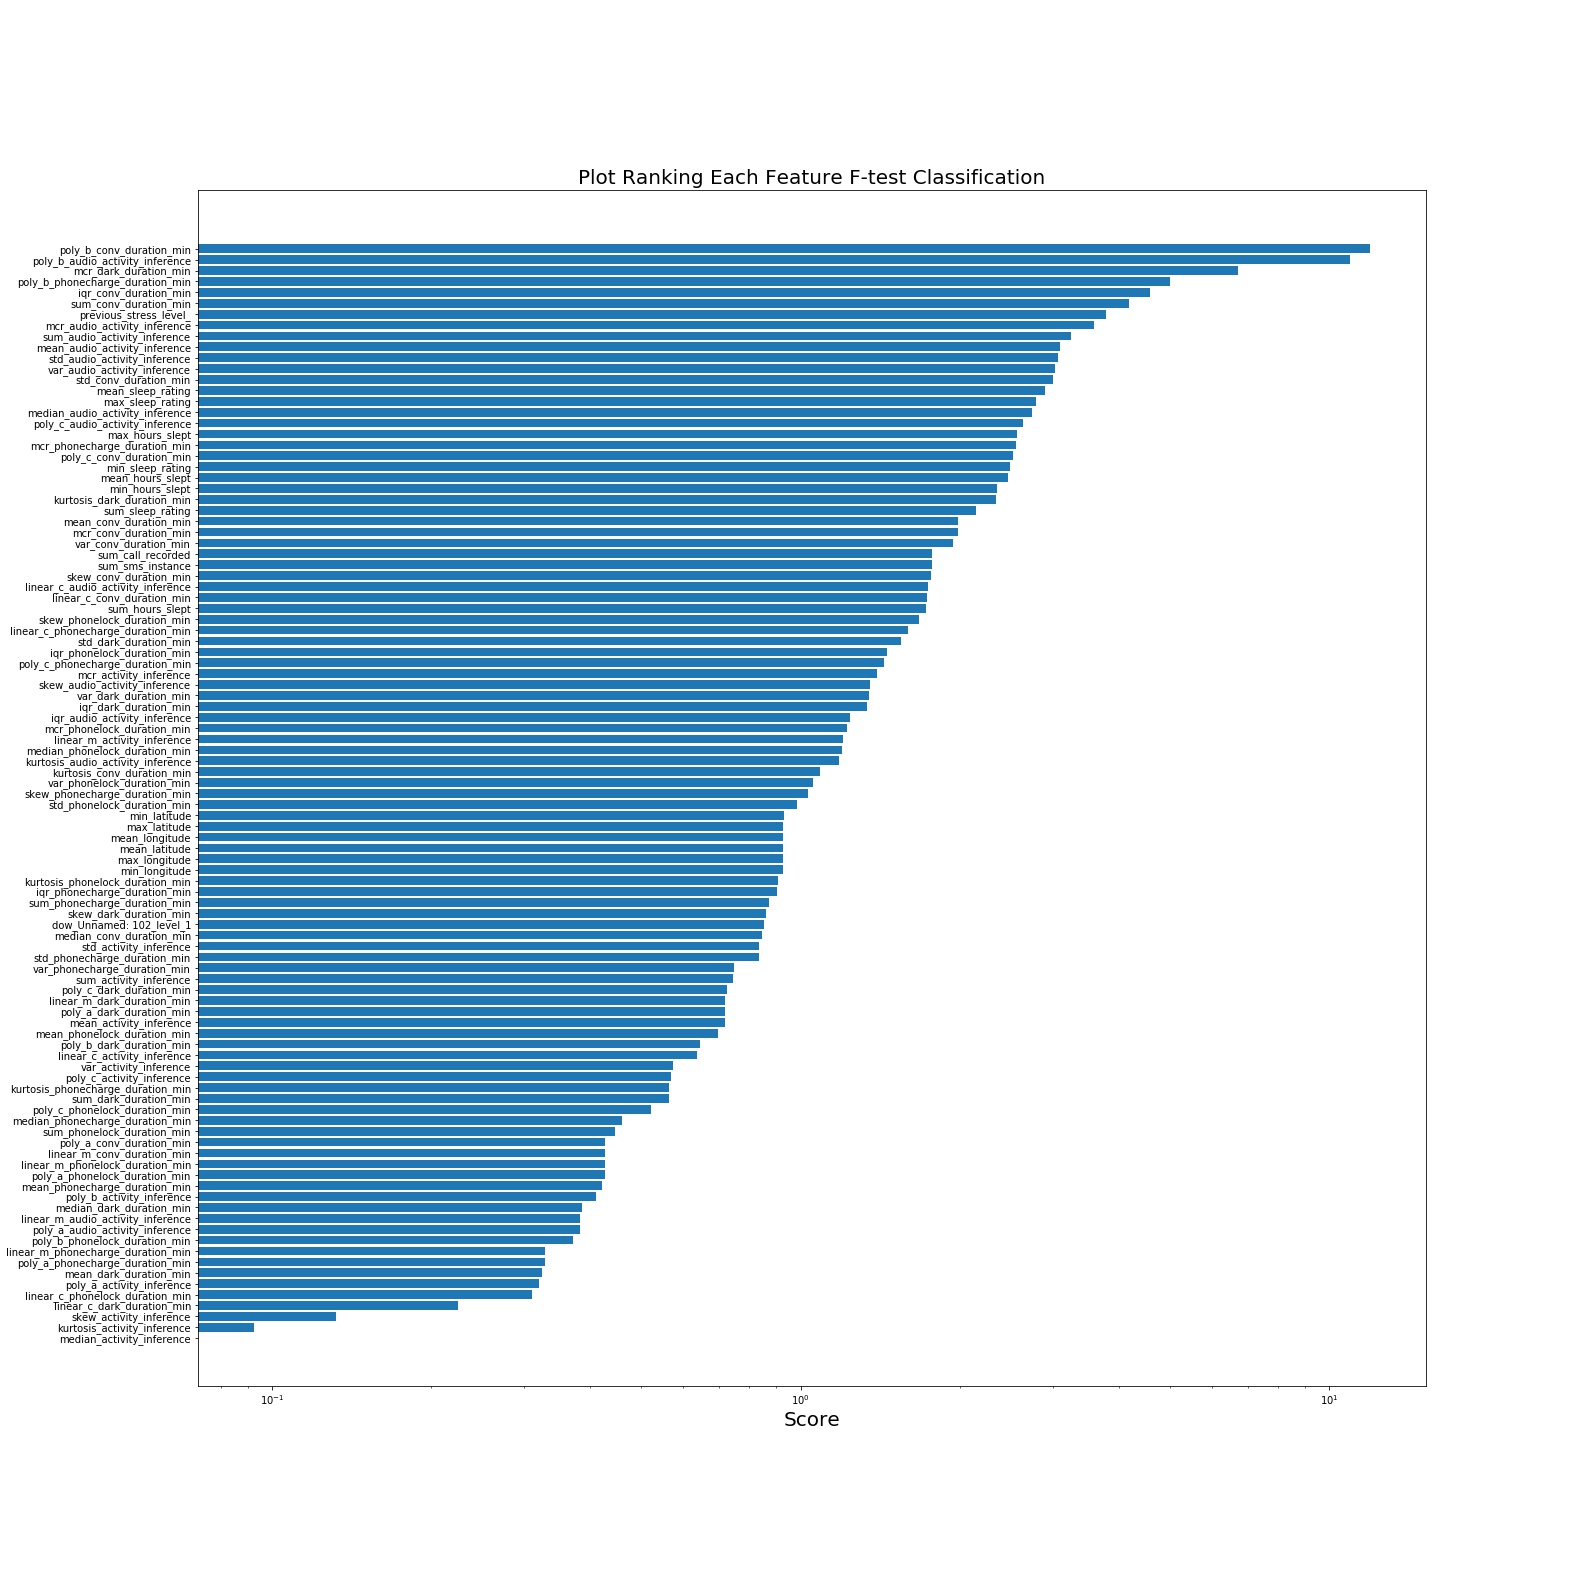 Plot Ranking Each Feature F-test Classification
poly_b_conv_duration_min
poly_b_audio_activity_inference
mcr_dark_duration_min
poly_b_phonecharge_duration_min
iqr_conv_duration_min
sum_conv_duration_min
previous_stress_level_
mcr_audio_activity_inference
sum_audio_activity_inference
mean_audio_activity_inference
std_audio_activity_inference
var_audio_activity_inference
std_conv_duration_min
mean_sleep_rating
max_sleep_rating
median_audio_activity_inference
poly_c_audio_activity_inference
max_hours_slept
mcr_phonecharge_duration_min
poly_c_conv_duration_min
min_sleep_rating
mean_hours_slept
min_hours_slept
kurtosis_dark_duration_min
sum_sleep_rating
mean_conv_duration_min
mcr_conv_duration_min
var_conv_duration_min
sum_call_recorded
sum_sms_instance
skew_conv_duration_min
linear_c_audio_activity_inference
linear_c_conv_duration_min
sum_hours_slept
skew_phonelock_duration_min
linear_c_phonecharge_duration_min
std_dark_duration_min
iqr_phonelock_duration_min
poly_c_phonecharge_duration_min
mcr_activity_inference
skew_audio_activity_inference
var_dark_duration_min
iqr_dark_duration_min
iqr_audio_activity_inference
mcr_phonelock_duration_min
linear_m_activity_inference
median_phonelock_duration_min
kurtosis_audio_activity_inference
kurtosis_conv_duration_min
var_phonelock_duration_min
skew_phonecharge_duration_min
std_phonelock_duration_min
min_latitude
max_latitude
mean_longitude
mean_latitude
max_longitude
min_longitude
kurtosis_phonelock_duration_min
iqr_phonecharge_duration_min
sum_phonecharge_duration_min
skew_dark_duration_min
dow_Unnamed: 102_level_1
median_conv_duration_min
std_activity_inference
std_phonecharge_duration_min
var_phonecharge_duration_min
sum_activity_inference
poly_c_dark_duration_min
linear_m_dark_duration_min
poly_a_dark_duration_min
mean_activity_inference
mean_phonelock_duration_min
poly_b_dark_duration_min
linear_c_activity_inference
var_activity_inference
poly_c_activity_inference
kurtosis_phonecharge_duration_min
sum_dark_duration_min
poly_c_phonelock_duration_min
median_phonecharge_duration_min
sum_phonelock_duration_min
poly_a_conv_duration_min
linear_m_conv_duration_min
linear_m_phonelock_duration_min
poly_a_phonelock_duration_min
mean_phonecharge_duration_min
poly_b_activity_inference
median_dark_duration_min
linear_m_audio_activity_inference
poly_a_audio_activity_inference
poly_b_phonelock_duration_min
linear_m_phonecharge_duration_min
poly_a_phonecharge_duration_min
mean_dark_duration_min
poly_a_activity_inference
linear_c_phonelock_duration_min
linear_c_dark_duration_min
skew_activity_inference
kurtosis_activity_inference
median_activity_inference
10⁻¹ 10⁰ 10¹
Score